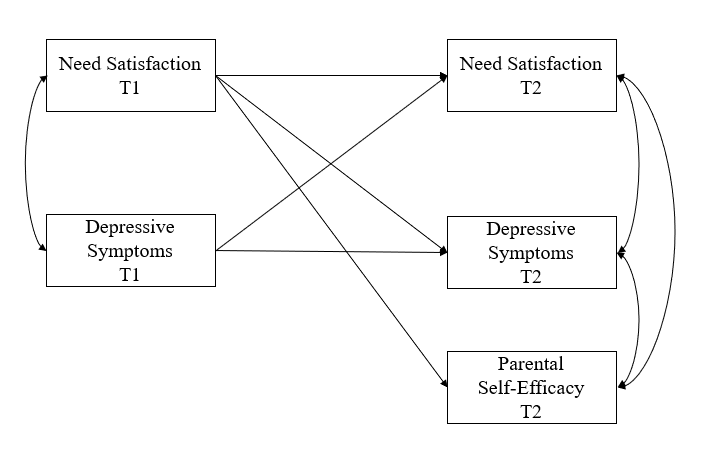 Need Satisfaction
T1
Need Satisfaction
T2
Depressive
Symptoms
T1
Depressive
Symptoms
T2
Parental
Self-Efficacy
T2